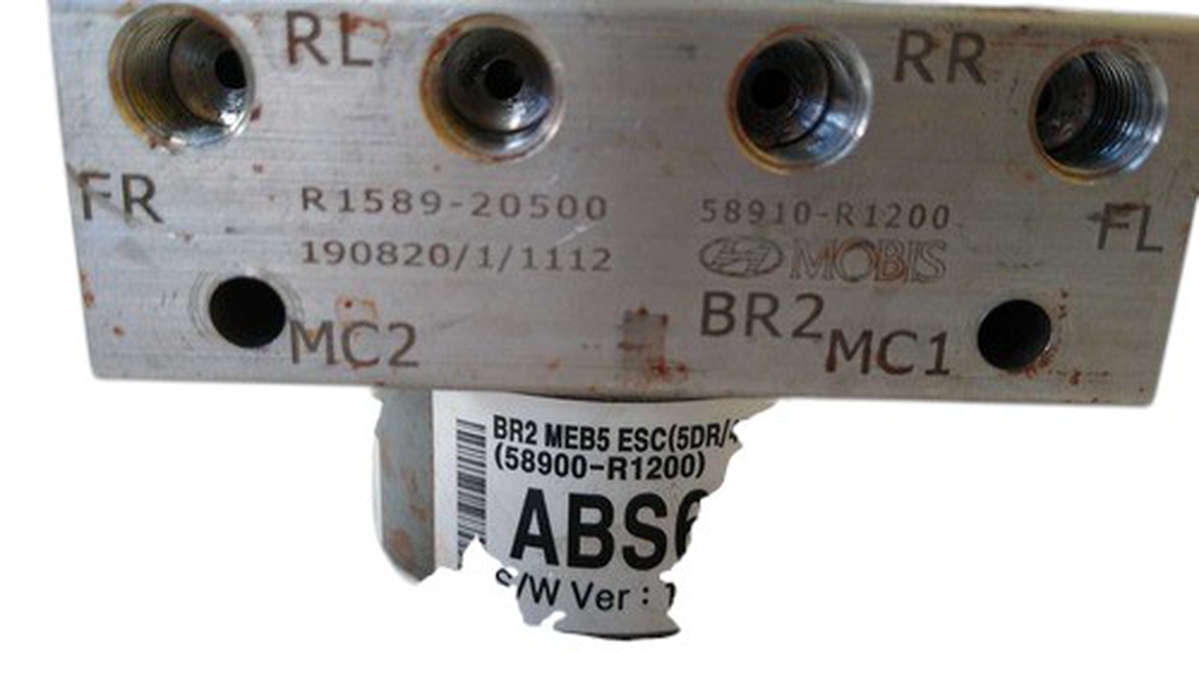 RL
RR
FR
R1589-20500
58910-R1200
FL
190820/1/1112
MOBIS
BR2
MC2
MC1
BR2 MEB5 ESC(5DR/
(58900-R1200)
ABS
S/W Ver :